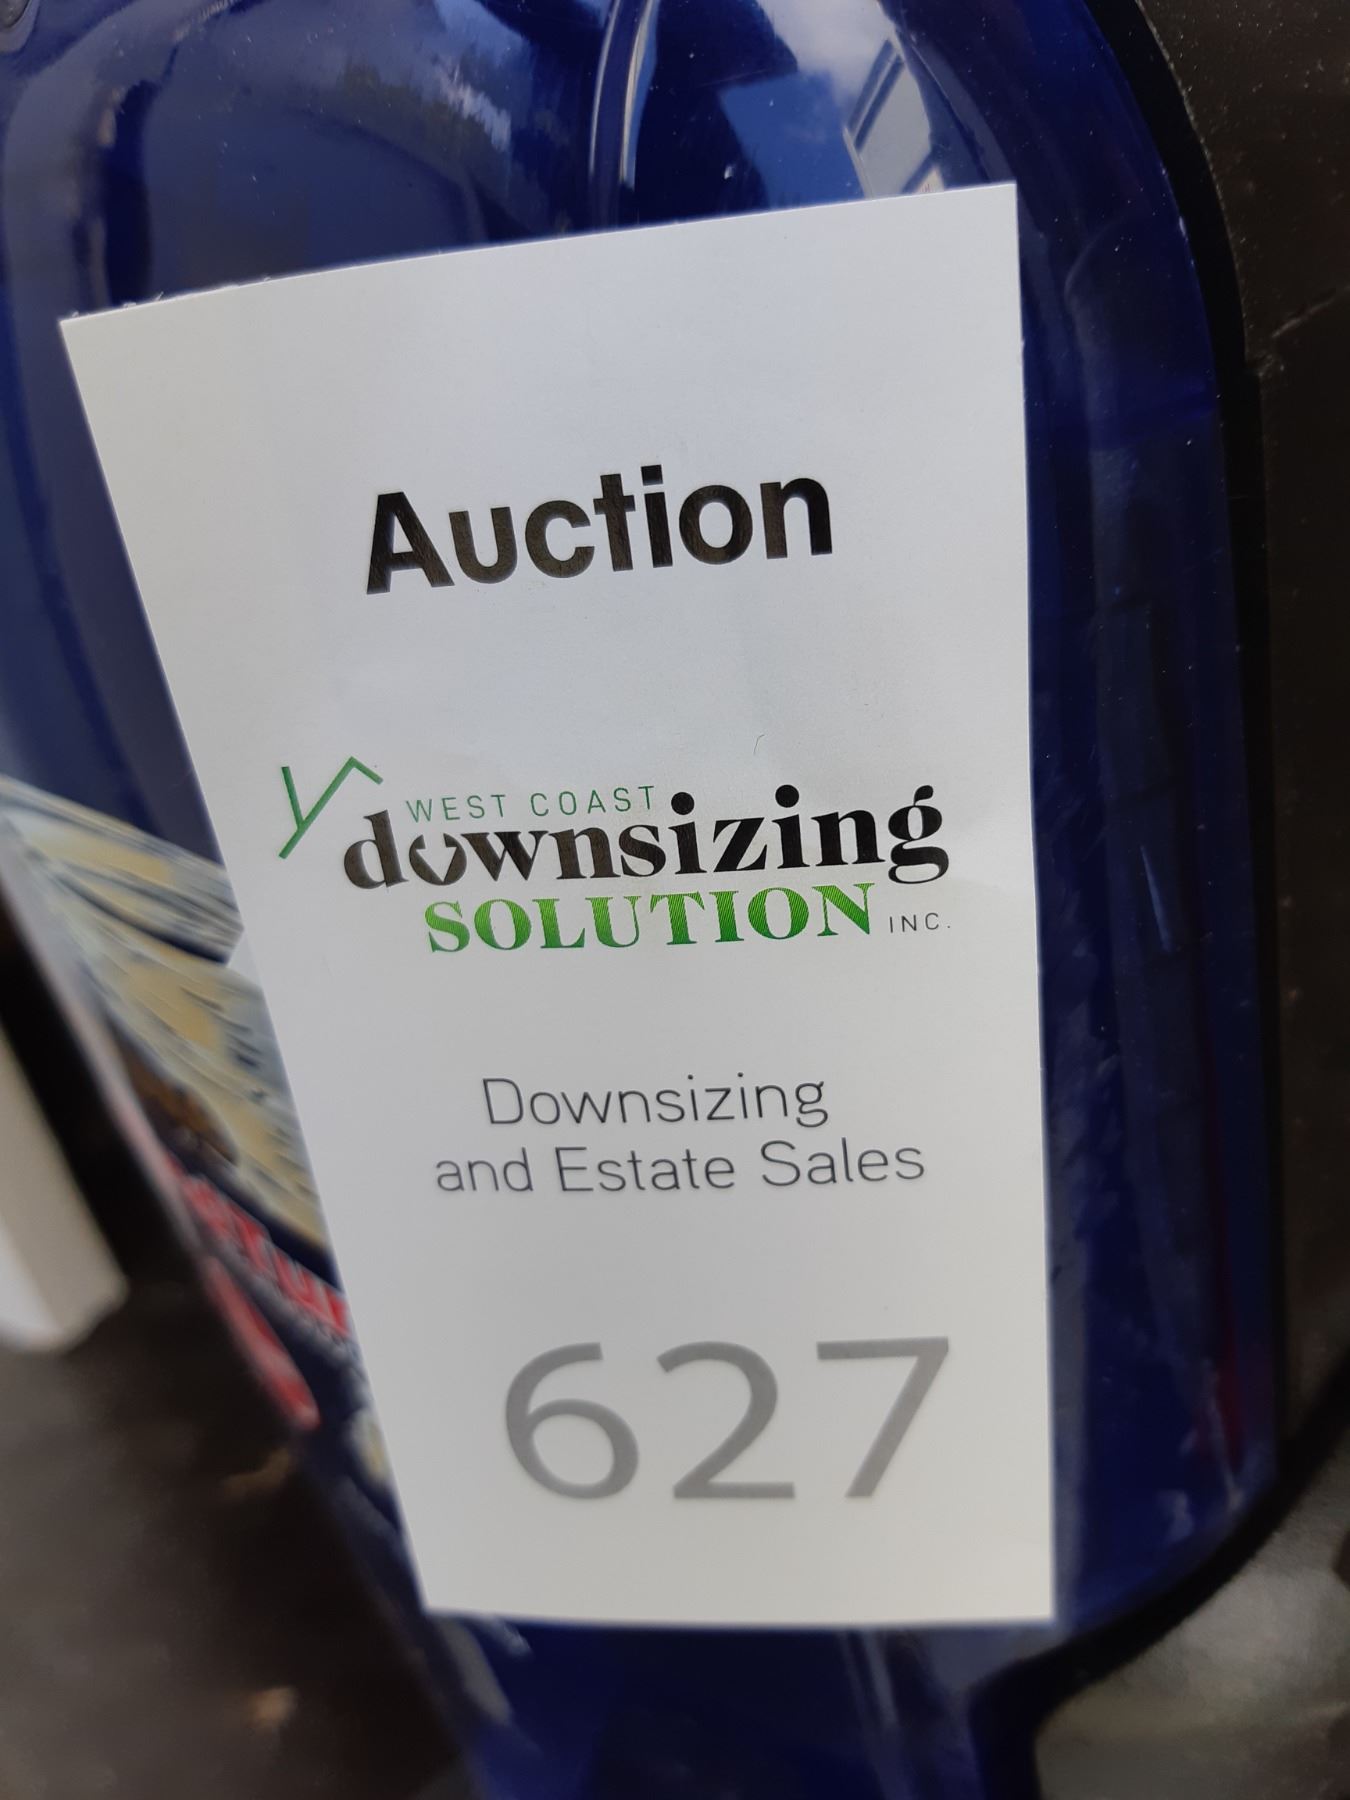 Auction
WEST COAST
downsizing
SOLUTION INC.
Downsizing
and Estate Sales
627